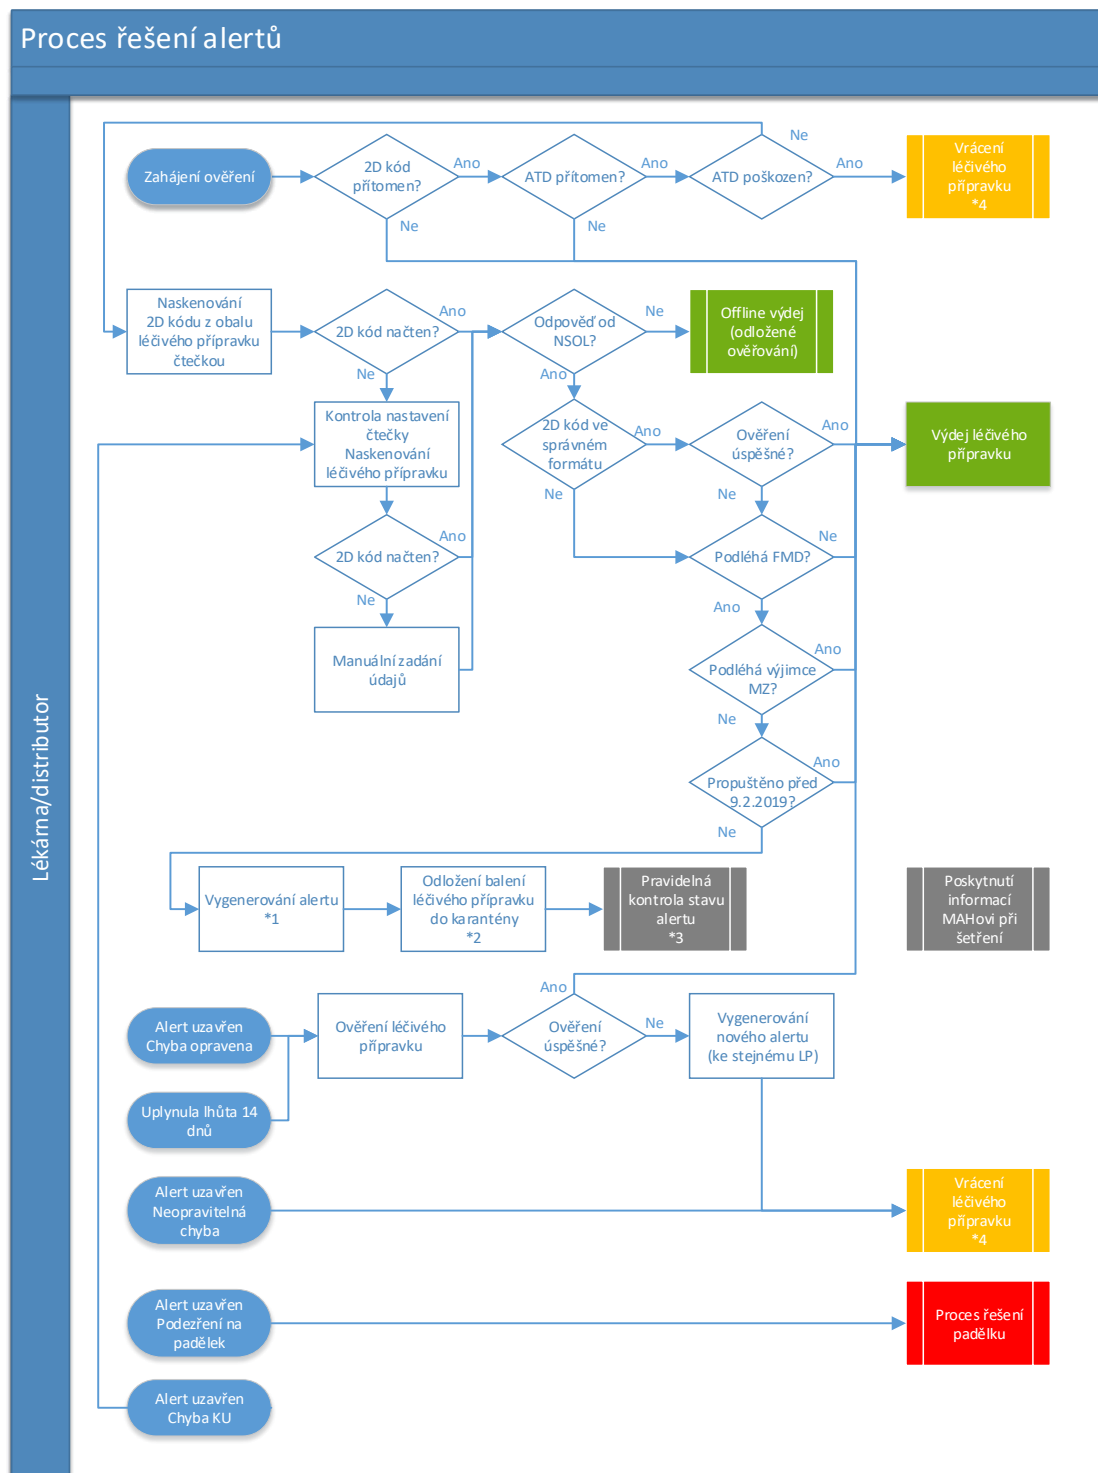 Proces řešení alertů
Lékárna/distributor
Zahájení ověření
2D kód
přítomen?
Ano
Ne
ATD přítomen?
Ano
Ne
ATD poškozen?
Ne
Ano
Vrácení
léčivého
přípravku
*4
Naskenování
2D kódu z obalu
léčivého přípravku
čtečkou
2D kód načten?
Ano
Ne
Odpověď od
NSOL?
Ne
Ano
Offline výdej
(odložené
ověřování)
Kontrola nastavení
čtečky
Naskenování
léčivého přípravku
2D kód ve
správném
formátu
Ano
Ne
Ověření
úspěšné?
Ano
Ne
Výdej léčivého
přípravku
2D kód načten?
Ano
Ne
Podléhá FMD?
Ne
Ano
Manuální zadání
údajů
Podléhá výjimce
MZ?
Ano
Ne
Propuštěno před
9.2.2019?
Ano
Ne
Vygenerování alertu
*1
Odložení balení
léčivého přípravku
do karantény
*2
Pravidelná
kontrola stavu
alertu
*3
Poskytnutí
informací
MAHovi při
šetření
Alert uzavřen
Chyba opravena
Ověření léčivého
přípravku
Ano
Ověření
úspěšné?
Ne
Vygenerování
nového alertu
(ke stejnému LP)
Uplynula lhůta 14
dnů
Alert uzavřen
Neopravitelná
chyba
Vrácení
léčivého
přípravku
*4
Alert uzavřen
Podezření na
padělek
Proces řešení
padělku
Alert uzavřen
Chyba KU